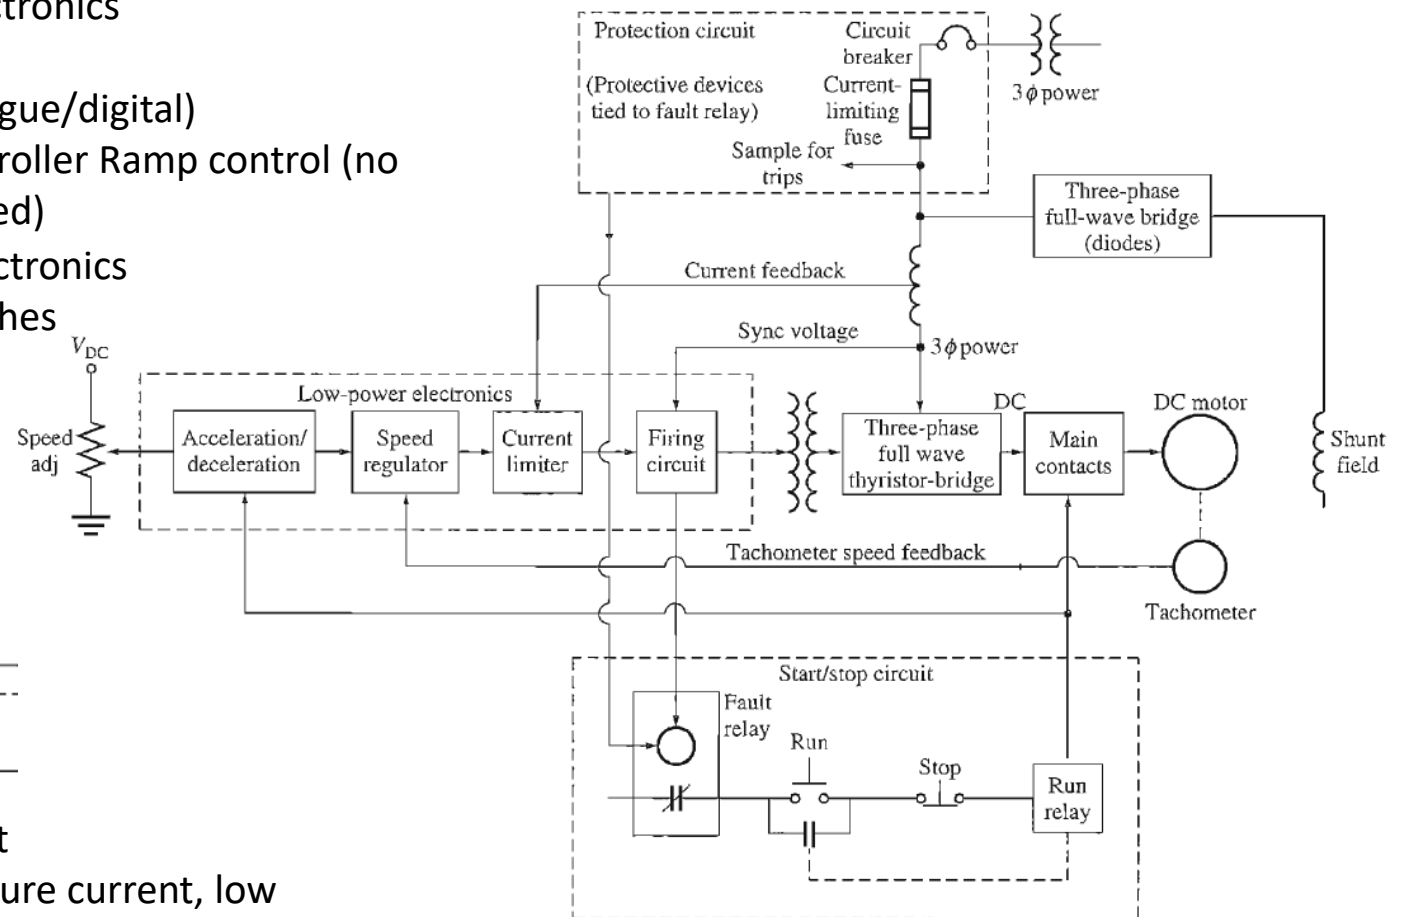 ctronics
gue/digital)
roller Ramp control (no
ed)
ctronics
hes
t
ure current, low
Protection circuit
(Protective devices
tied to fault relay)
Circuit
breaker
Current-
limiting
fuse
Sample for
trips
3ϕ power
Three-phase
full-wave bridge
(diodes)
Current feedback
Sync voltage
3ϕ power
V_DC
Speed
adj
Low-power electronics
Acceleration/
deceleration
Speed
regulator
Current
limiter
Firing
circuit
Three-phase
full wave
thyristor-bridge
DC
Main
contacts
DC motor
Shunt
field
Tachometer speed feedback
Tachometer
Start/stop circuit
Fault
relay
Run
Stop
Run
relay